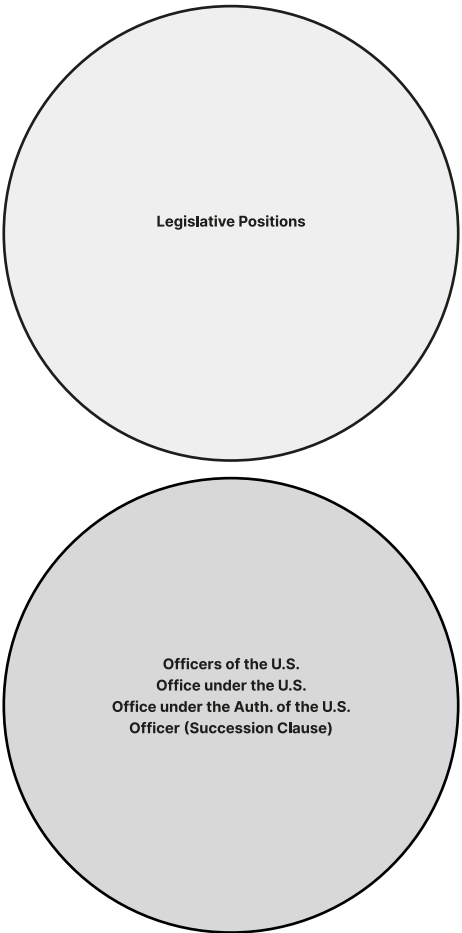 Legislative Positions
Officers of the U.S.
Office under the U.S.
Office under the Auth. of the U.S.
Officer (Succession Clause)